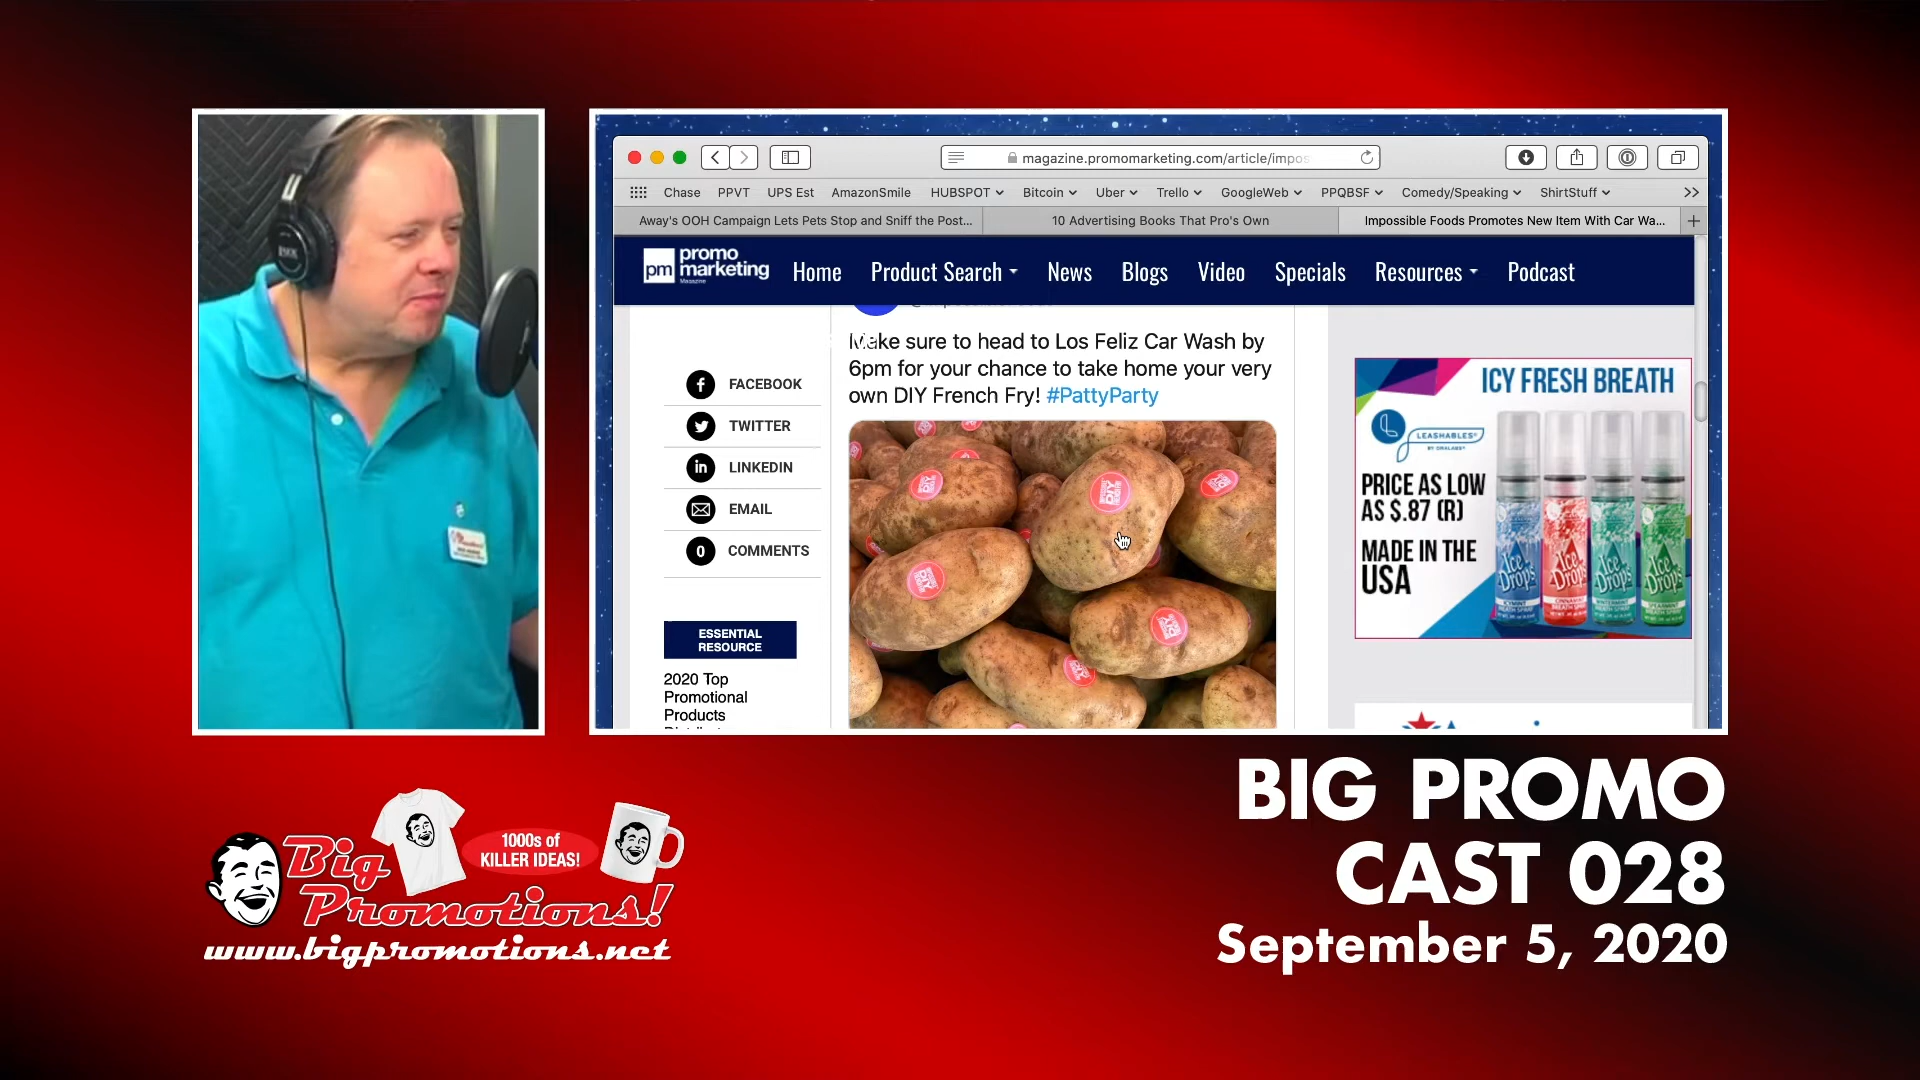 magazine.promomarketing.com/article/impos
Chase PPVT UPS Est AmazonSmile HUBSPOT Bitcoin Uber Trello GoogleWeb PPQBSF Comedy/Speaking ShirtStuff
Away's OOH Campaign Lets Pets Stop and Sniff the Post...
10 Advertising Books That Pro's Own
Impossible Foods Promotes New Item With Car Wa...
pm promo marketing
Magazine
Home Product Search News Blogs Video Specials Resources Podcast
Make sure to head to Los Feliz Car Wash by
6pm for your chance to take home your very
own DIY French Fry! #PattyParty
FACEBOOK
TWITTER
LINKEDIN
EMAIL
0 COMMENTS
ESSENTIAL
RESOURCE
2020 Top
Promotional
Products
DIY
ICY FRESH BREATH
LEASHABLES
BY ORALABS
PRICE AS LOW
AS $.87 (R)
MADE IN THE
USA
Ice Drops
Ice Drops
Ice Drops
Ice Drops
Big
Promotions!
1000s of
KILLER IDEAS!
www.bigpromotions.net
BIG PROMO
CAST 028
September 5, 2020